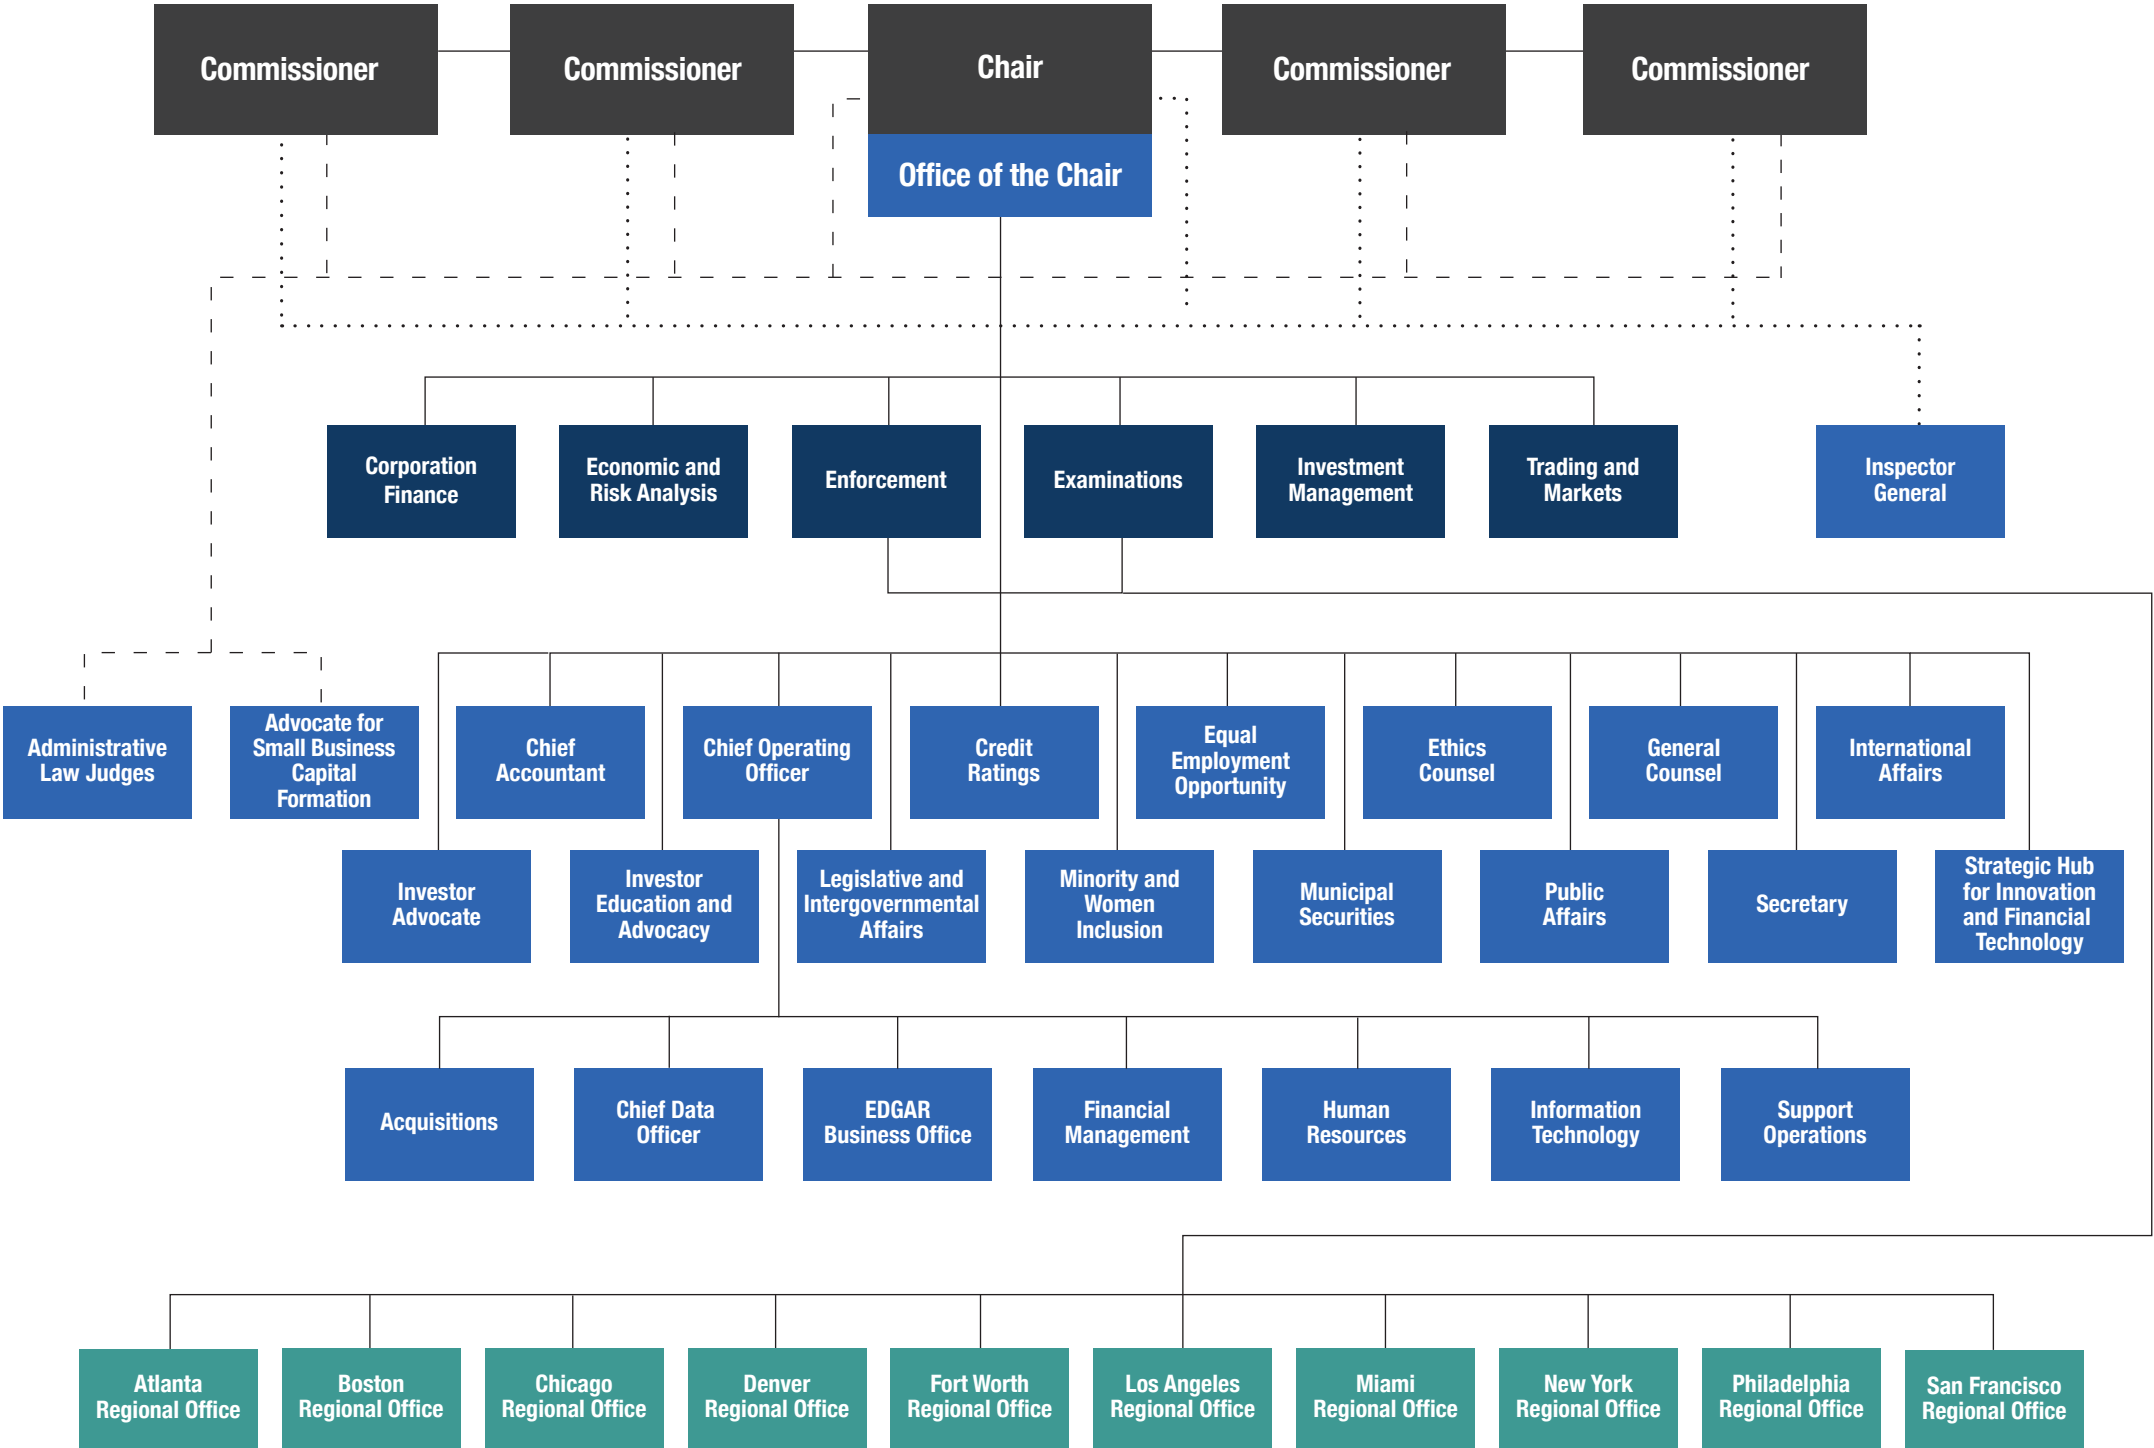 Commissioner
Commissioner
Chair
Commissioner
Commissioner
Office of the Chair
Corporation
Finance
Economic and
Risk Analysis
Enforcement
Examinations
Investment
Management
Trading and
Markets
Inspector
General
Administrative
Law Judges
Advocate for
Small Business
Capital
Formation
Chief
Accountant
Chief Operating
Officer
Credit
Ratings
Equal
Employment
Opportunity
Ethics
Counsel
General
Counsel
International
Affairs
Investor
Advocate
Investor
Education and
Advocacy
Legislative and
Intergovernmental
Affairs
Minority and
Women
Inclusion
Municipal
Securities
Public
Affairs
Secretary
Strategic Hub
for Innovation
and Financial
Technology
Acquisitions
Chief Data
Officer
EDGAR
Business Office
Financial
Management
Human
Resources
Information
Technology
Support
Operations
Atlanta
Regional Office
Boston
Regional Office
Chicago
Regional Office
Denver
Regional Office
Fort Worth
Regional Office
Los Angeles
Regional Office
Miami
Regional Office
New York
Regional Office
Philadelphia
Regional Office
San Francisco
Regional Office